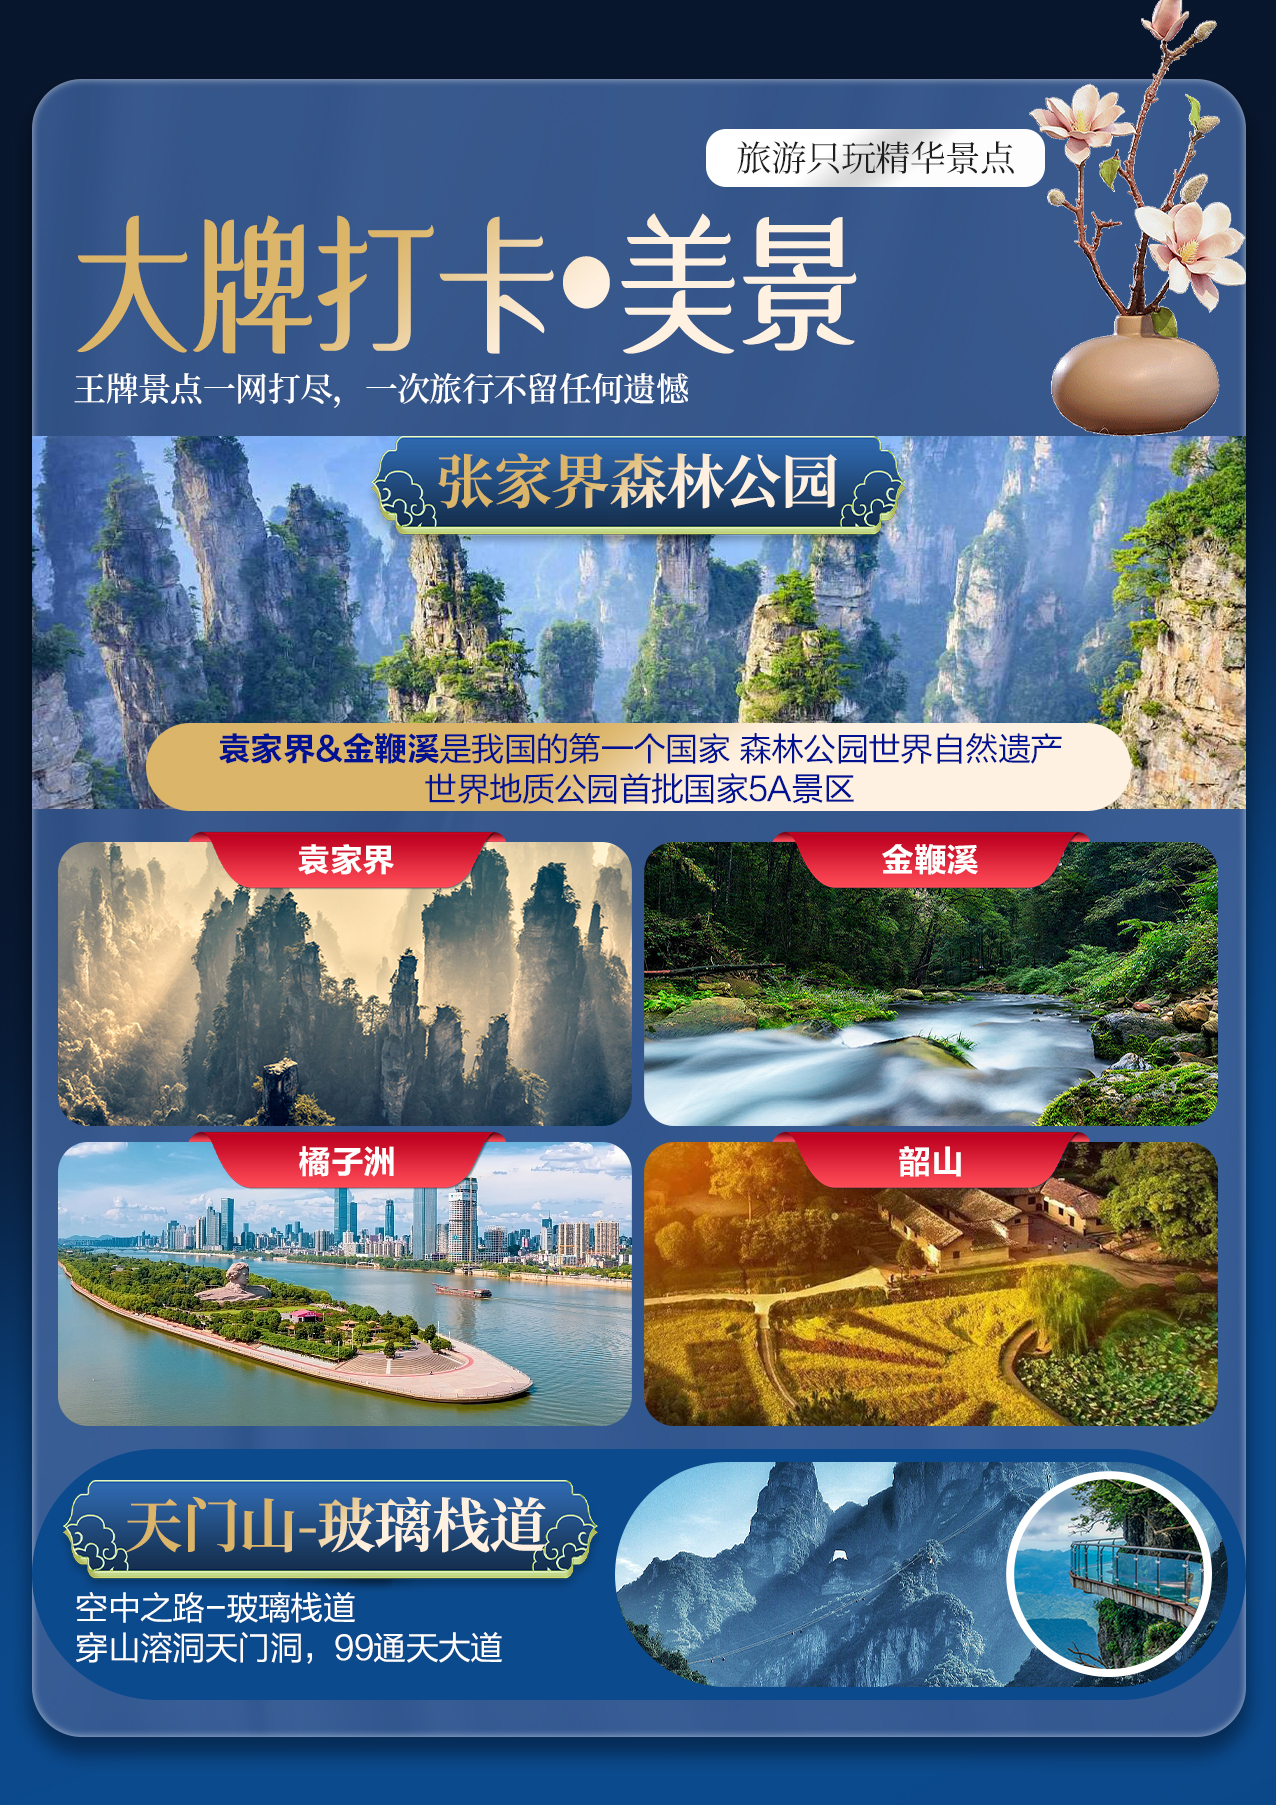 旅游只玩精华景点
大牌打卡•美景
王牌景点一网打尽，一次旅行不留任何遗憾
张家界森林公园
袁家界&金鞭溪是我国的第一个国家 森林公园世界自然遗产
世界地质公园首批国家5A景区
袁家界
金鞭溪
橘子洲
韶山
天门山-玻璃栈道
空中之路-玻璃栈道
穿山溶洞天门洞，99通天大道